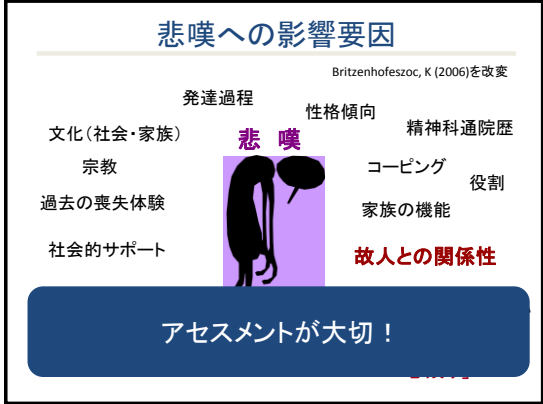 悲嘆への影響要因
Britzenhofeszoc, K (2006)を改変
発達過程
性格傾向
文化(社会・家族)
悲 嘆
精神科通院歴
宗教
コーピング
役割
過去の喪失体験
家族の機能
社会的サポート
故人との関係性
アセスメントが大切!